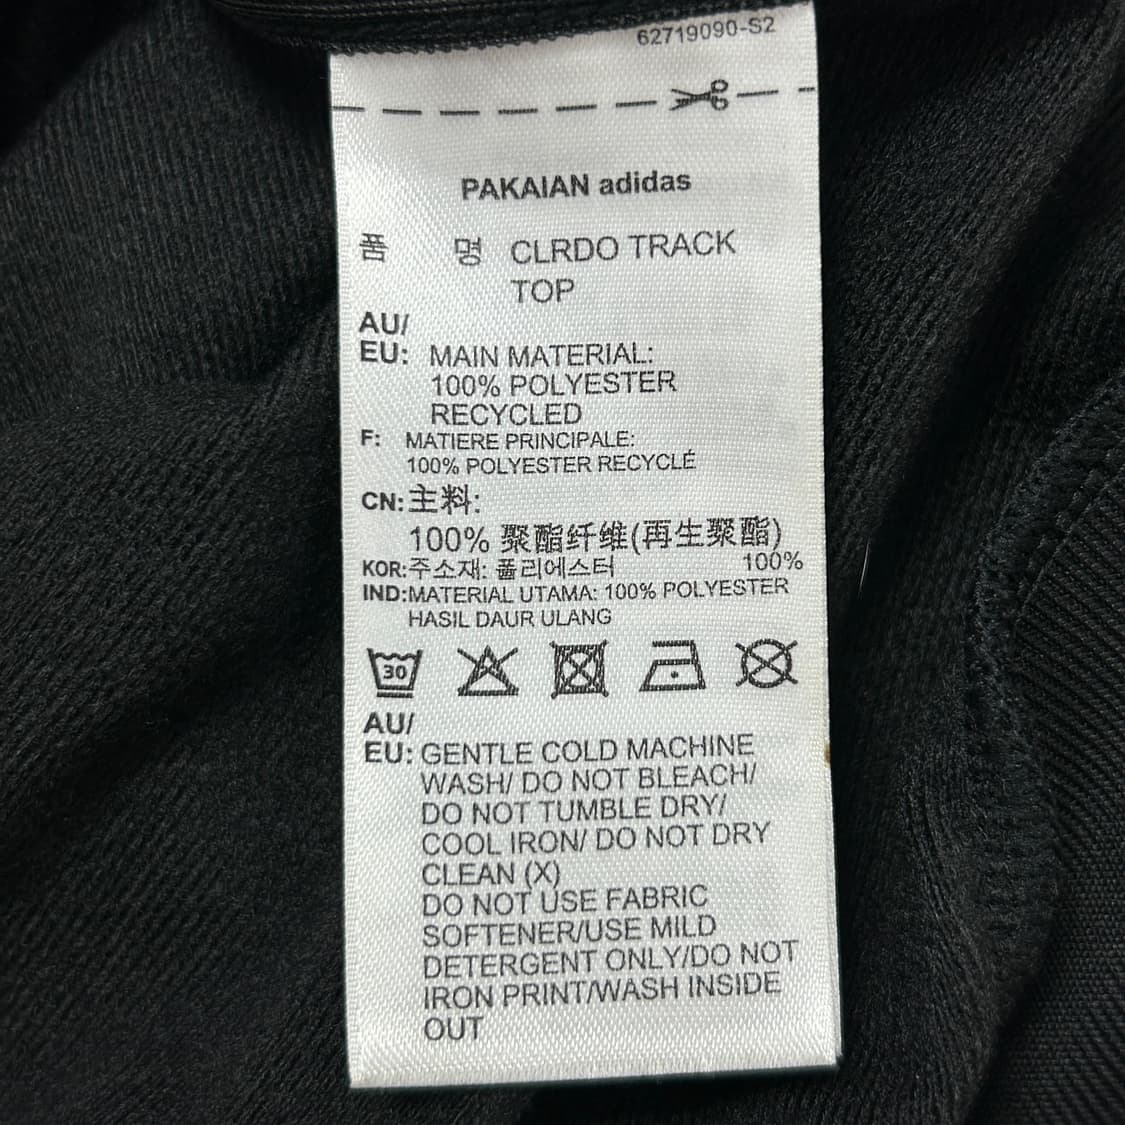 62719090-S2
PAKAIAN adidas
품 명 CLRDO TRACK
TOP
AU/
EU: MAIN MATERIAL:
100% POLYESTER
RECYCLED
F: MATIERE PRINCIPALE:
100% POLYESTER RECYCLÉ
CN: 主料:
100% 聚酯纤维(再生聚酯)
KOR:주소재: 폴리에스터 100%
IND:MATERIAL UTAMA: 100% POLYESTER
HASIL DAUR ULANG
30
AU/
EU: GENTLE COLD MACHINE
WASH/ DO NOT BLEACH/
DO NOT TUMBLE DRY/
COOL IRON/ DO NOT DRY
CLEAN (X)
DO NOT USE FABRIC
SOFTENER/USE MILD
DETERGENT ONLY/DO NOT
IRON PRINT/WASH INSIDE
OUT